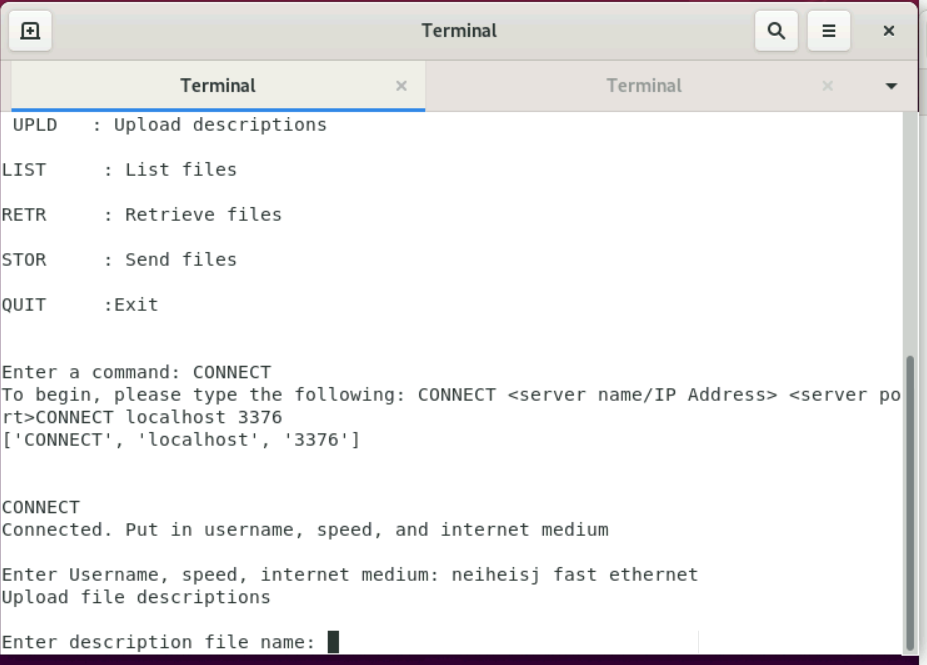 Terminal
Terminal
Terminal
UPLD   : Upload descriptions
LIST     : List files
RETR     : Retrieve files
STOR     : Send files
QUIT     :Exit
Enter a command: CONNECT
To begin, please type the following: CONNECT <server name/IP Address> <server po
rt>CONNECT localhost 3376
['CONNECT', 'localhost', '3376']
CONNECT
Connected. Put in username, speed, and internet medium
Enter Username, speed, internet medium: neiheisj fast ethernet
Upload file descriptions
Enter description file name: